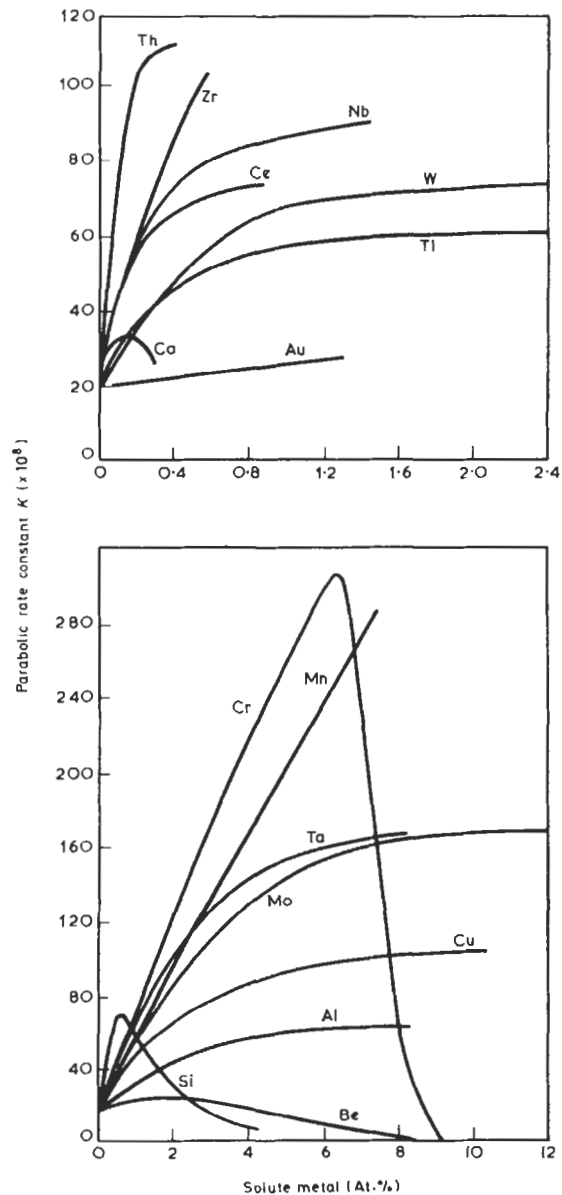 120
Th
100
Zr
Nb
80
Ce
W
60
Tl
40
Ca
Au
20
0
0 0.4 0.8 1.2 1.6 2.0 2.4
Parabolic rate constant K (×10⁸)
280
Mn
240
Cr
200
Ta
160
Mo
120
Cu
80
Al
40
Si
Be
0
0 2 4 6 8 10 12
Solute metal (At.%)